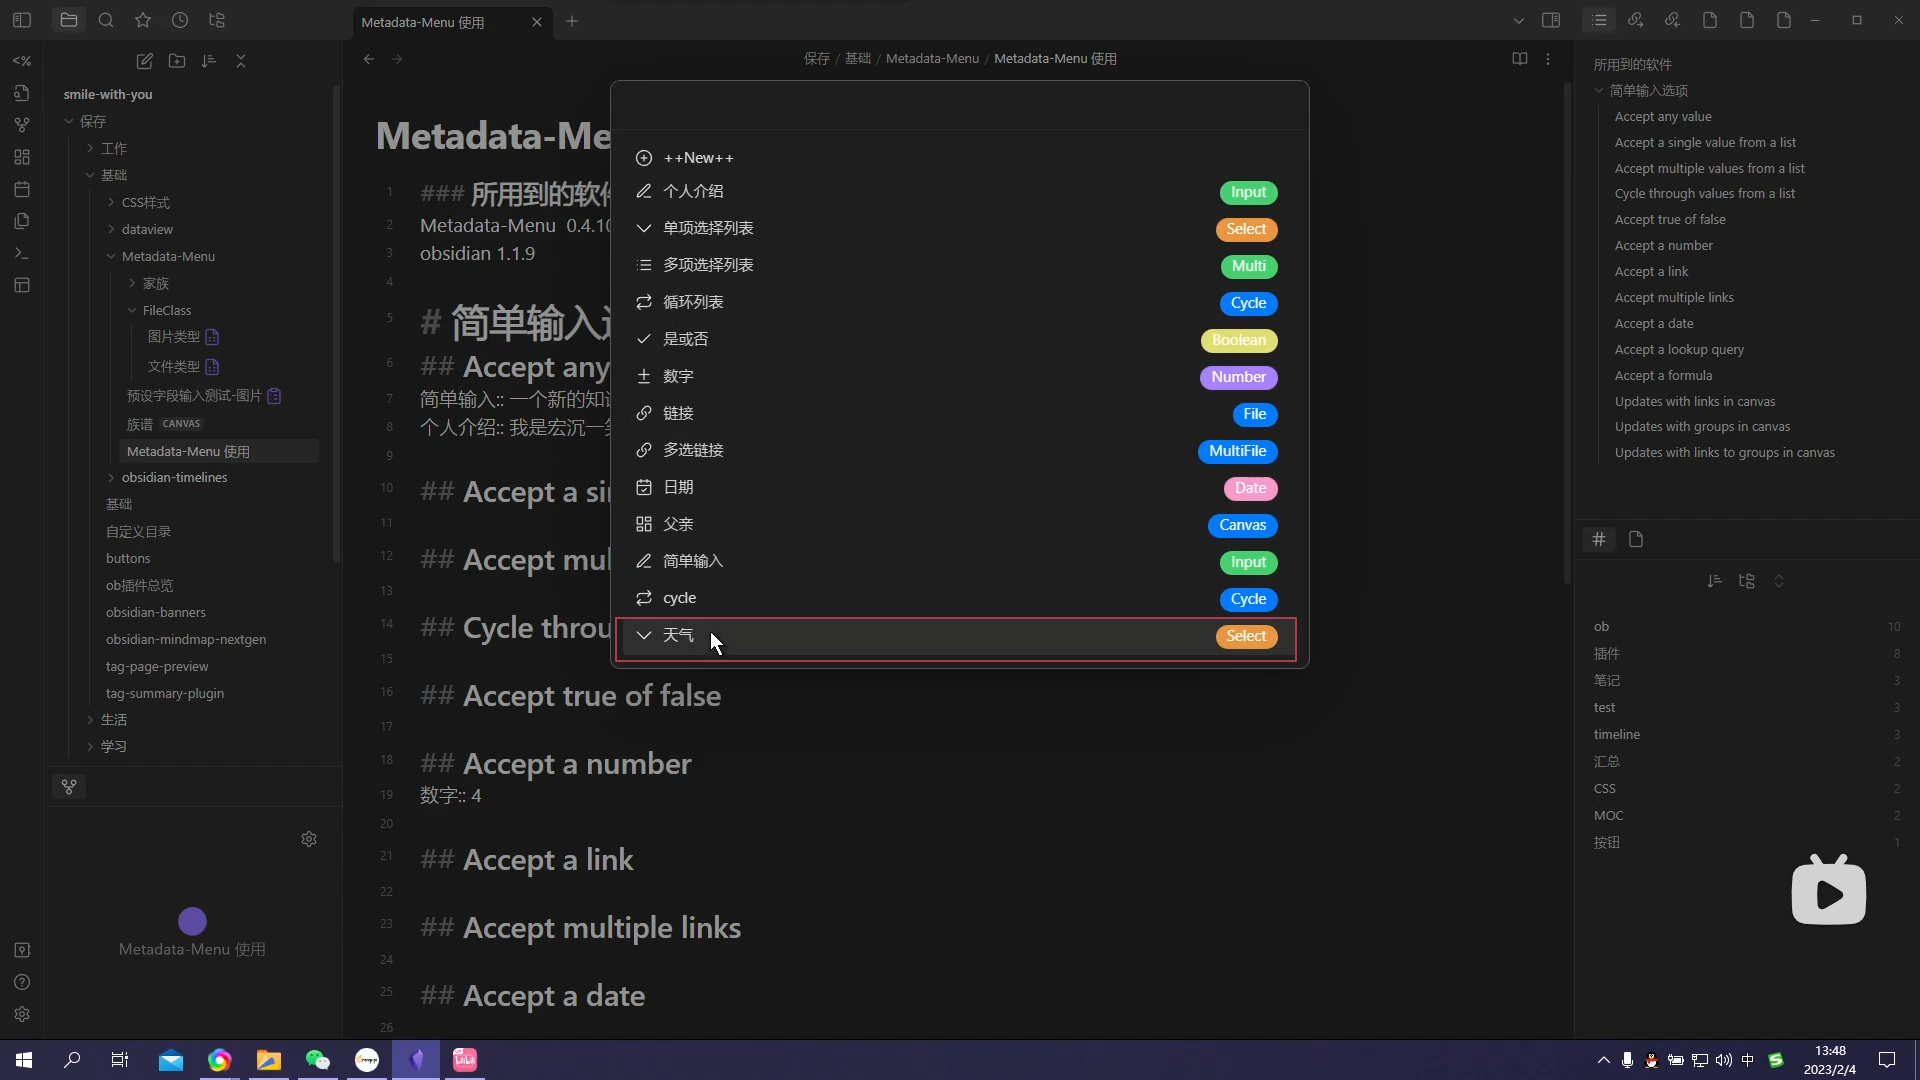 Metadata-Menu 使用
保存 / 基础 / Metadata-Menu / Metadata-Menu 使用
smile-with-you
保存
工作
基础
CSS样式
dataview
Metadata-Menu
家族
FileClass
图片类型
文件类型
预设字段输入测试-图片
族谱 CANVAS
Metadata-Menu 使用
obsidian-timelines
基础
自定义目录
buttons
ob插件总览
obsidian-banners
obsidian-mindmap-nextgen
tag-page-preview
tag-summary-plugin
生活
学习
Metadata-Menu 使用
Metadata-Me
1 ### 所用到的软件
2 Metadata-Menu 0.4.10
3 obsidian 1.1.9
4
5 # 简单输入
6 ## Accept any
7 简单输入:: 一个新的知
8 个人介绍:: 我是宏沉一
9
10 ## Accept a si
11
12 ## Accept mul
13
14 ## Cycle throu
15
16 ## Accept true of false
17
18 ## Accept a number
19 数字:: 4
20
21 ## Accept a link
22
23 ## Accept multiple links
24
25 ## Accept a date
26
++New++
个人介绍 Input
单项选择列表 Select
多项选择列表 Multi
循环列表 Cycle
是或否 Boolean
数字 Number
链接 File
多选链接 MultiFile
日期 Date
父亲 Canvas
简单输入 Input
cycle Cycle
天气 Select
所用到的软件
简单输入选项
Accept any value
Accept a single value from a list
Accept multiple values from a list
Cycle through values from a list
Accept true of false
Accept a number
Accept a link
Accept multiple links
Accept a date
Accept a lookup query
Accept a formula
Updates with links in canvas
Updates with groups in canvas
Updates with links to groups in canvas
ob 10
插件 8
笔记 3
test 3
timeline 3
汇总 2
CSS 2
MOC 2
按钮 1
中
13:48
2023/2/4